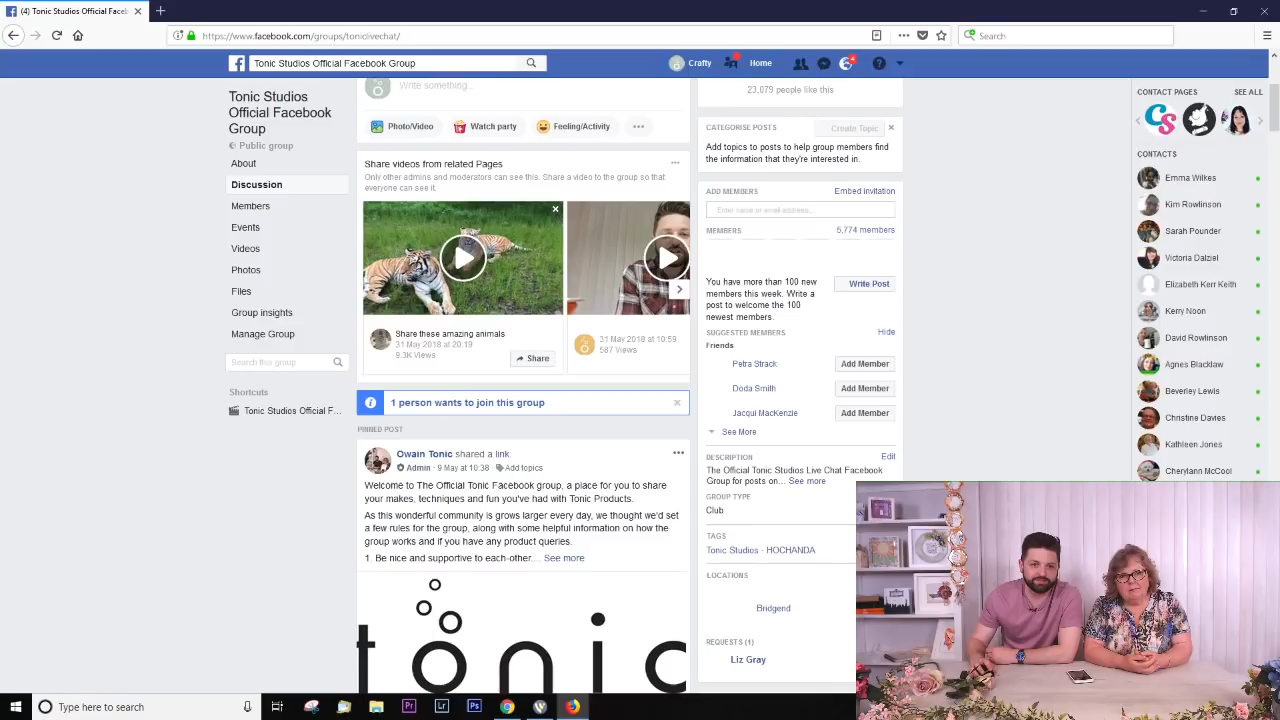 (4) Tonic Studios Official Facebo
https://www.facebook.com/groups/toniclivechat/
Search
Tonic Studios Official Facebook Group
Crafty
Home
4
Tonic Studios
Official Facebook
Group
Public group
About
Discussion
Members
Events
Videos
Photos
Files
Group insights
Manage Group
Search this group
Shortcuts
Tonic Studios Official F...
Write something...
Photo/Video
Watch party
Feeling/Activity
Share videos from related Pages
Only other admins and moderators can see this. Share a video to the group so that
everyone can see it.
Share these amazing animals
31 May 2018 at 20:19
9.3K Views
Share
31 May 2018 at 10:59
587 Views
1 person wants to join this group
PINNED POST
Owain Tonic shared a link.
Admin · 9 May at 10:38 · Add topics
Welcome to The Official Tonic Facebook group, a place for you to share
your makes, techniques and fun you've had with Tonic Products.
As this wonderful community is grows larger every day, we thought we'd set
a few rules for the group, along with some helpful information on how the
group works and if you have any product queries.
1. Be nice and supportive to each-other.... See more
tonic
23,079 people like this
CATEGORISE POSTS
Create Topic
Add topics to posts to help group members find
the information that they're interested in.
ADD MEMBERS
Embed invitation
Enter name or email address...
MEMBERS
5,774 members
You have more than 100 new
members this week. Write a
post to welcome the 100
newest members.
Write Post
SUGGESTED MEMBERS
Hide
Friends
Petra Strack
Add Member
Doda Smith
Add Member
Jacqui MacKenzie
Add Member
See More
DESCRIPTION
Edit
The Official Tonic Studios Live Chat Facebook
Group for posts on... See more
GROUP TYPE
Club
TAGS
Tonic Studios · HOCHANDA
LOCATIONS
Bridgend
REQUESTS (1)
Liz Gray
CONTACT PAGES
SEE ALL
CONTACTS
Emma Wilkes
Kim Rowlinson
Sarah Pounder
Victoria Dalziel
Elizabeth Kerr Keith
Kerry Noon
David Rowlinson
Agnes Blacklaw
Beverley Lewis
Christine Davies
Kathleen Jones
Cherylann McCool
Type here to search
Pr
Lr
Ps